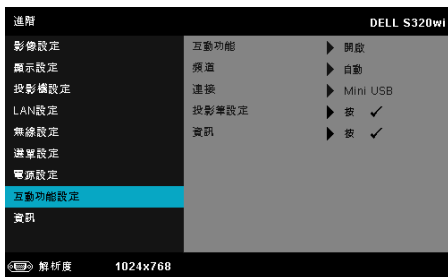 進階 DELL S320wi
影像設定 互動功能 開啟
顯示設定 頻道 自動
投影機設定 連接 Mini USB
LAN設定 投影筆設定 按 ✓
無線設定 資訊 按 ✓
選單設定
電源設定
互動功能設定
資訊
解析度 1024x768